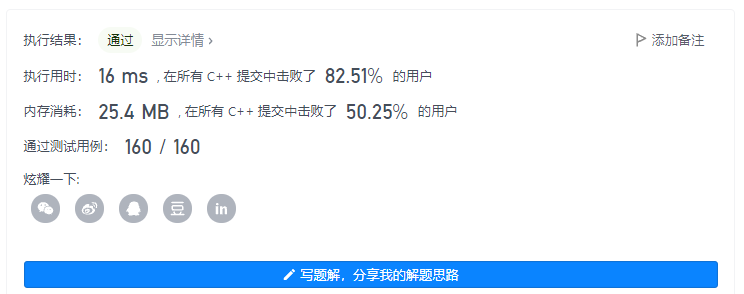 执行结果： 通过 显示详情 › 添加备注
执行用时： 16 ms , 在所有 C++ 提交中击败了 82.51% 的用户
内存消耗： 25.4 MB , 在所有 C++ 提交中击败了 50.25% 的用户
通过测试用例： 160 / 160
炫耀一下:
豆 in
写题解，分享我的解题思路